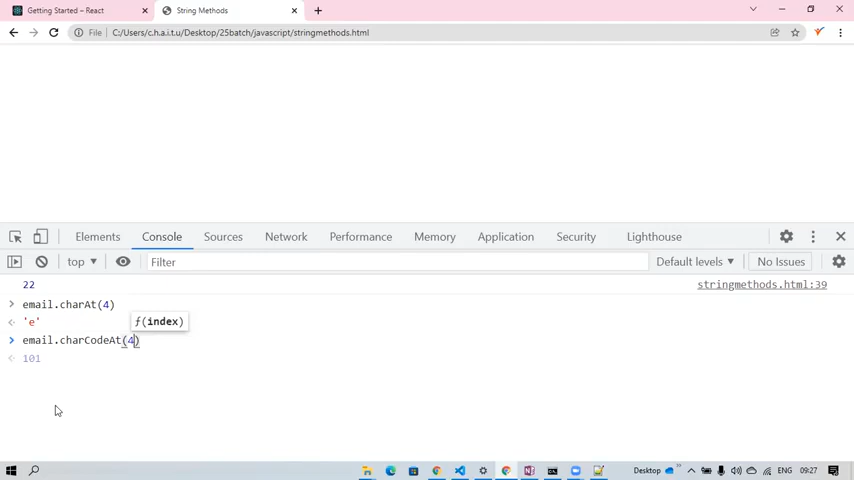 Getting Started – React
String Methods
File
C:/Users/c.h.a.i.t.u/Desktop/25batch/javascript/stringmethods.html
Elements Console Sources Network Performance Memory Application Security Lighthouse
top Filter Default levels No Issues
22 stringmethods.html:39
email.charAt(4)
'e'
ƒ(index)
email.charCodeAt(4)
101
Desktop ENG 09:27